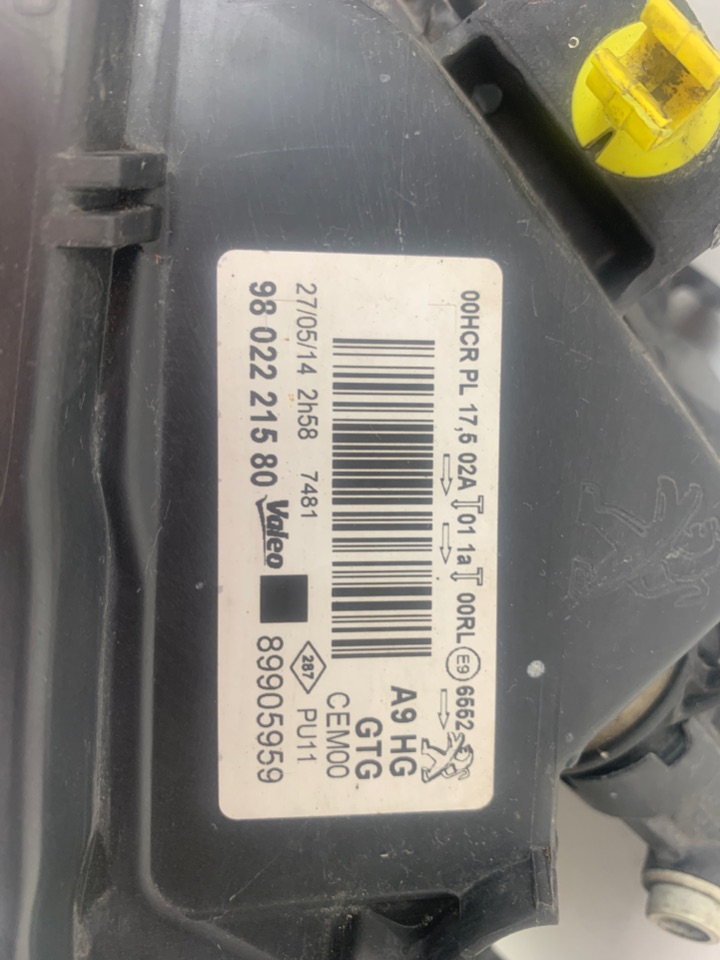 00HCR PL 17,5 02A 01 1a 00RL E9 6552
A9 HG
GTG
27/05/14 2h58 7481
287
CEM00
PU11
98 022 215 80 Valeo 89905959